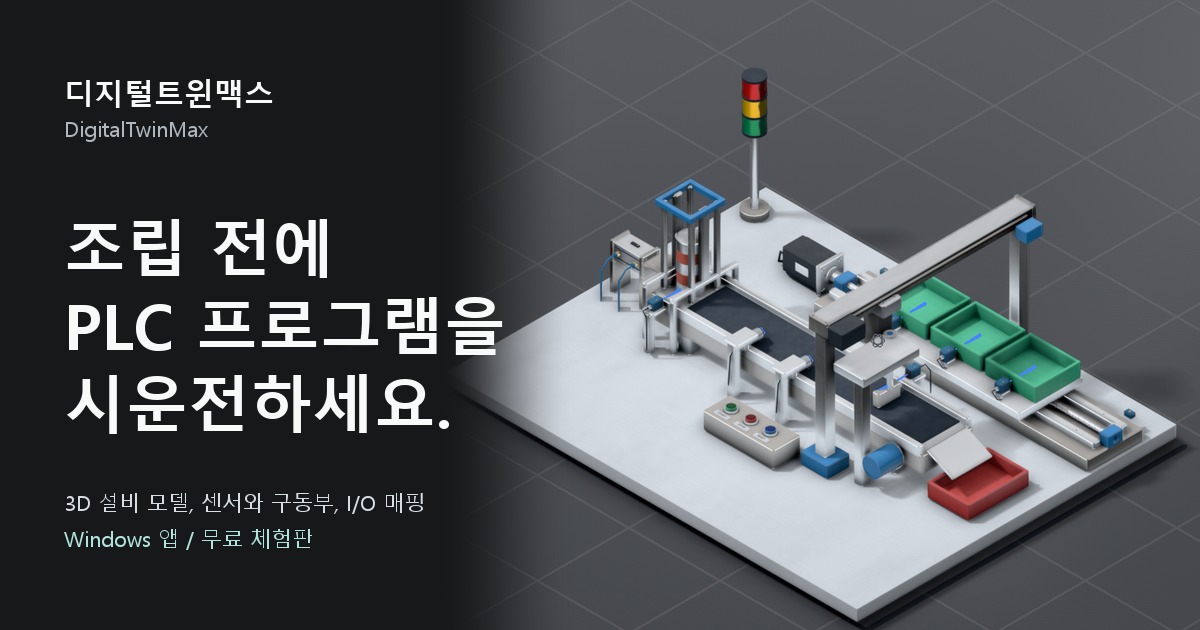 디지털트윈맥스
DigitalTwinMax
조립 전에
PLC 프로그램을
시운전하세요.
3D 설비 모델, 센서와 구동부, I/O 매핑
Windows 앱 / 무료 체험판